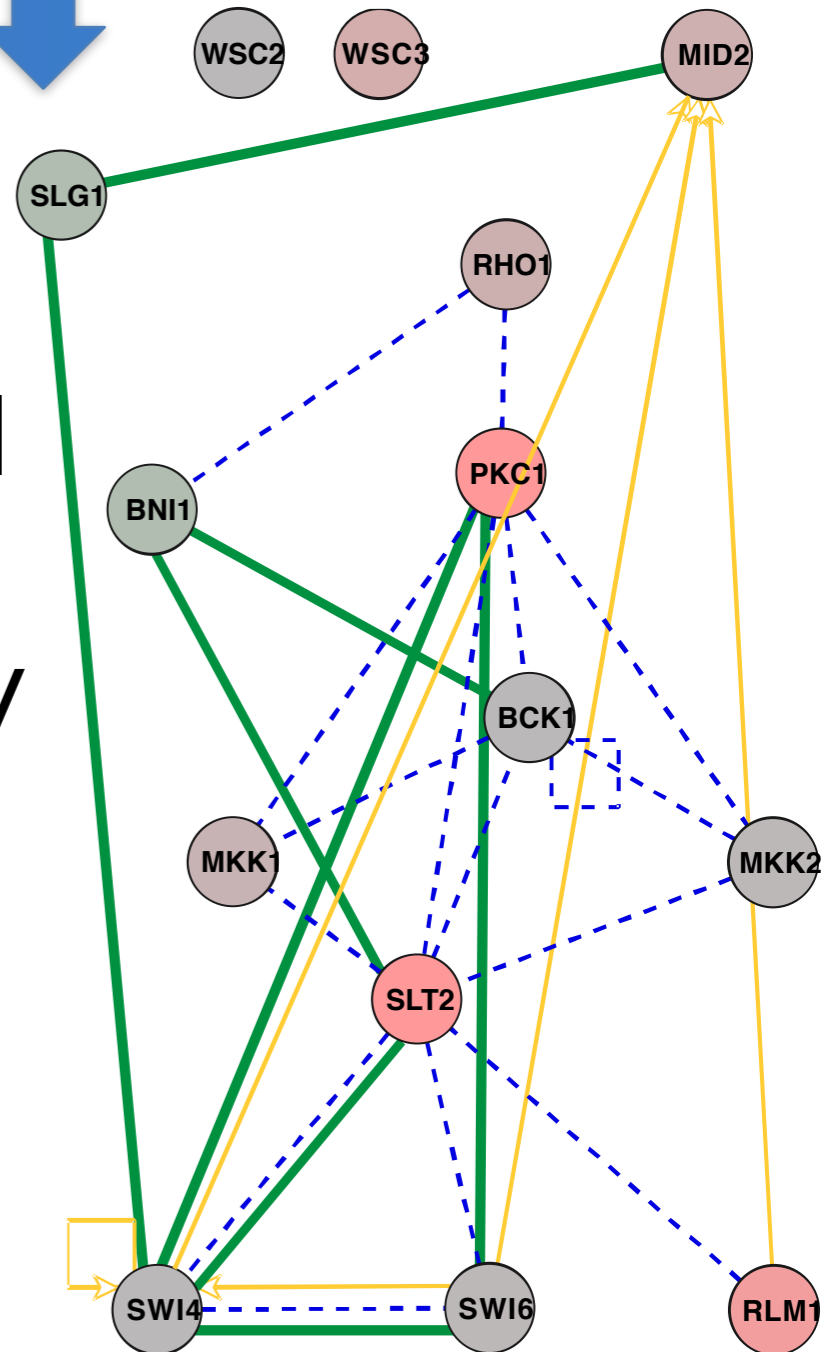 WSC2 WSC3 MID2
SLG1
RHO1
PKC1
BNI1
BCK1
MKK1 MKK2
SLT2
SWI4 SWI6 RLM1